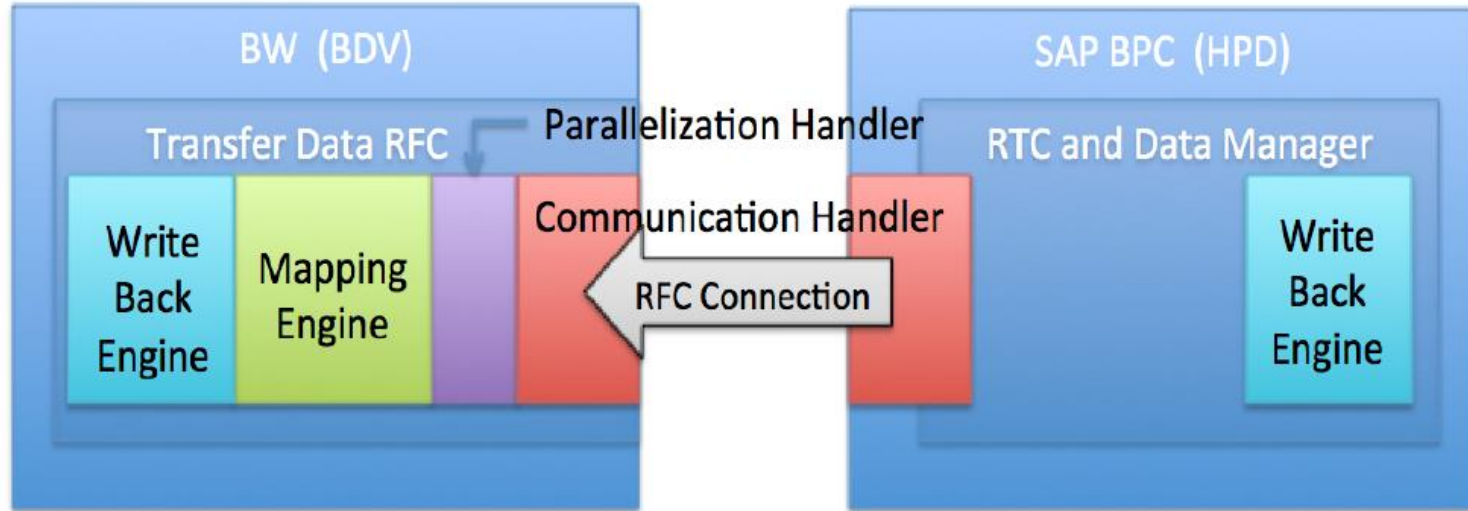 BW (BDV)
SAP BPC (HPD)
Transfer Data RFC
Parallelization Handler
RTC and Data Manager
Communication Handler
Write
Back
Engine
Mapping
Engine
RFC Connection
Write
Back
Engine